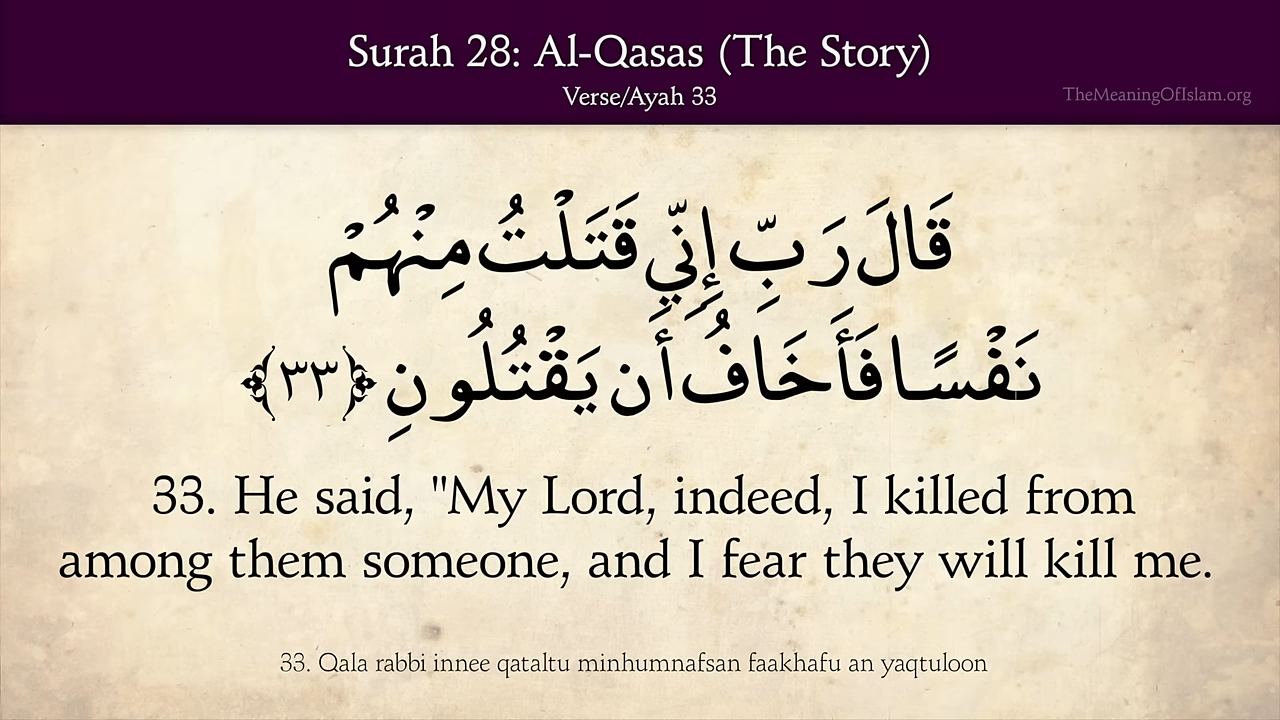 Surah 28: Al-Qasas (The Story)
Verse/Ayah 33
TheMeaningOfIslam.org
قَالَ رَبِّ إِنِّي قَتَلْتُ مِنْهُمْ
نَفْسًا فَأَخَافُ أَن يَقْتُلُونِ ﴿٣٣﴾
33. He said, "My Lord, indeed, I killed from
among them someone, and I fear they will kill me.
33. Qala rabbi innee qataltu minhumnafsan faakhafu an yaqtuloon